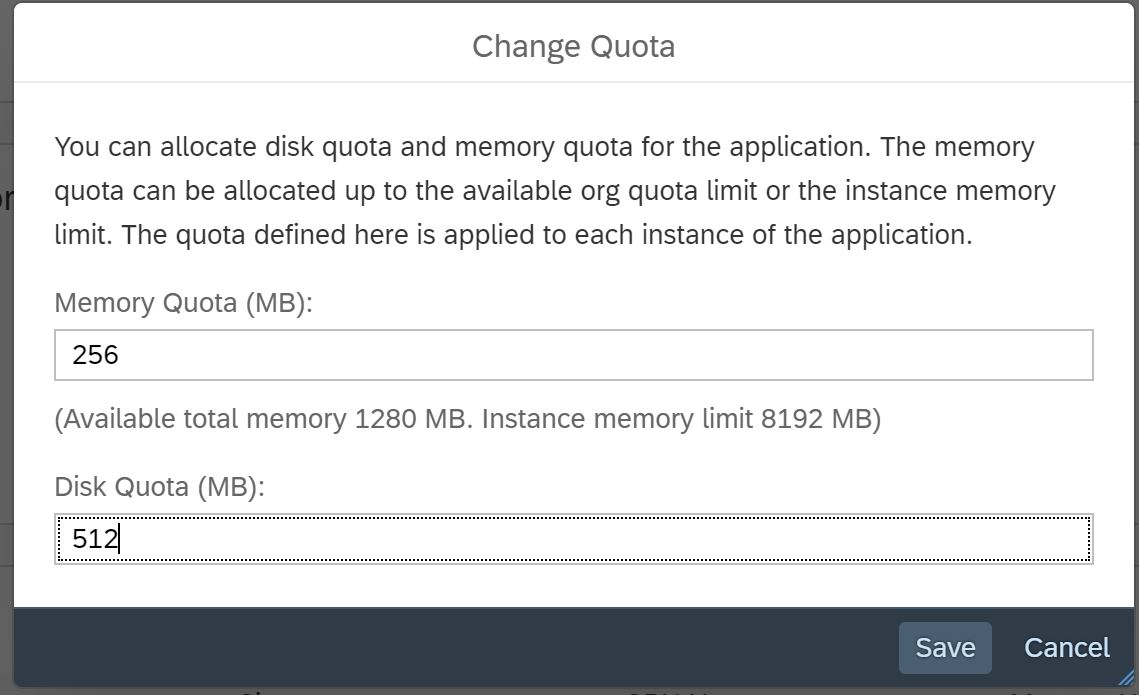 Change Quota
You can allocate disk quota and memory quota for the application. The memory
quota can be allocated up to the available org quota limit or the instance memory
limit. The quota defined here is applied to each instance of the application.
Memory Quota (MB):
256
(Available total memory 1280 MB. Instance memory limit 8192 MB)
Disk Quota (MB):
512
Save Cancel